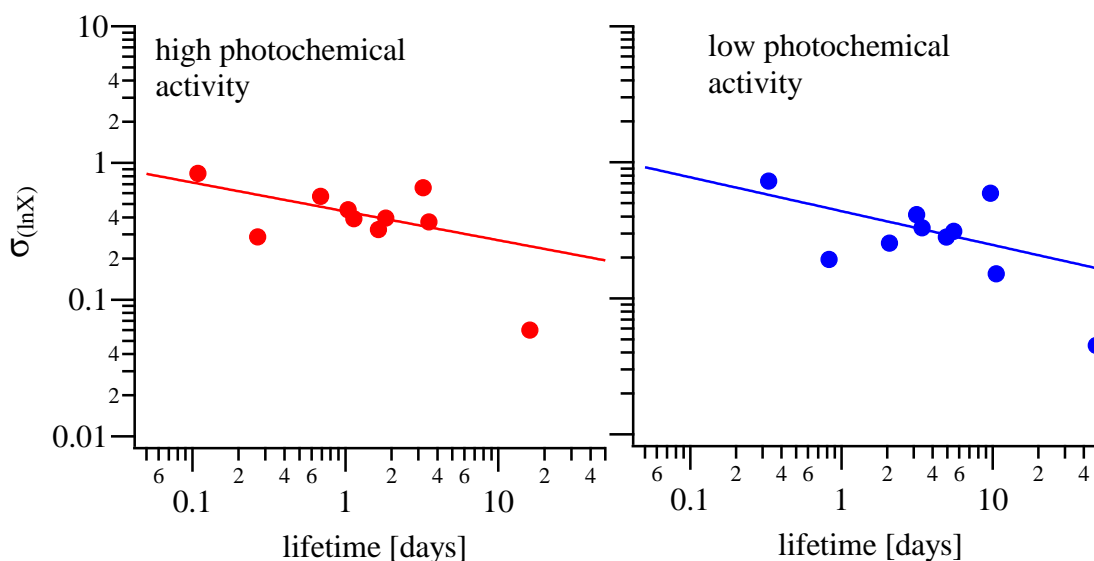 10
high photochemical
activity
4
2
1
4
2
0.1
4
2
0.01
σ(lnX)
6 2 4 6 2 4 6 2 4
0.1 1 10
lifetime [days]
low photochemical
activity
6 2 4 6 2 4 6 2 4
0.1 1 10
lifetime [days]